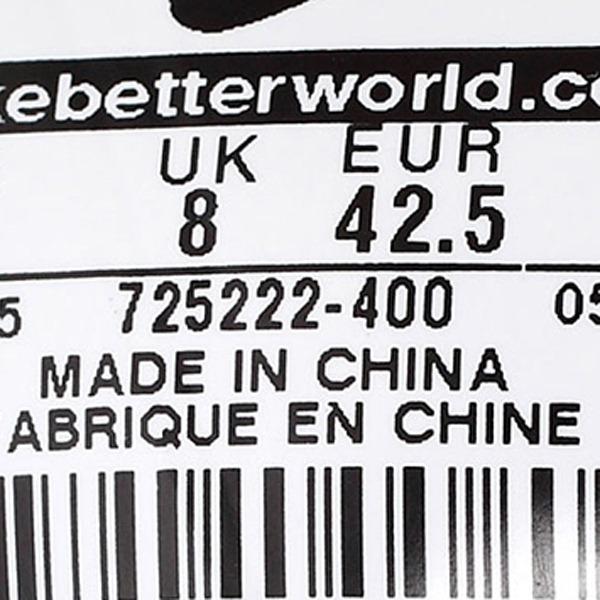 kebetterworld.co
UK EUR
8 42.5
5 725222-400 05
MADE IN CHINA
ABRIQUE EN CHINE